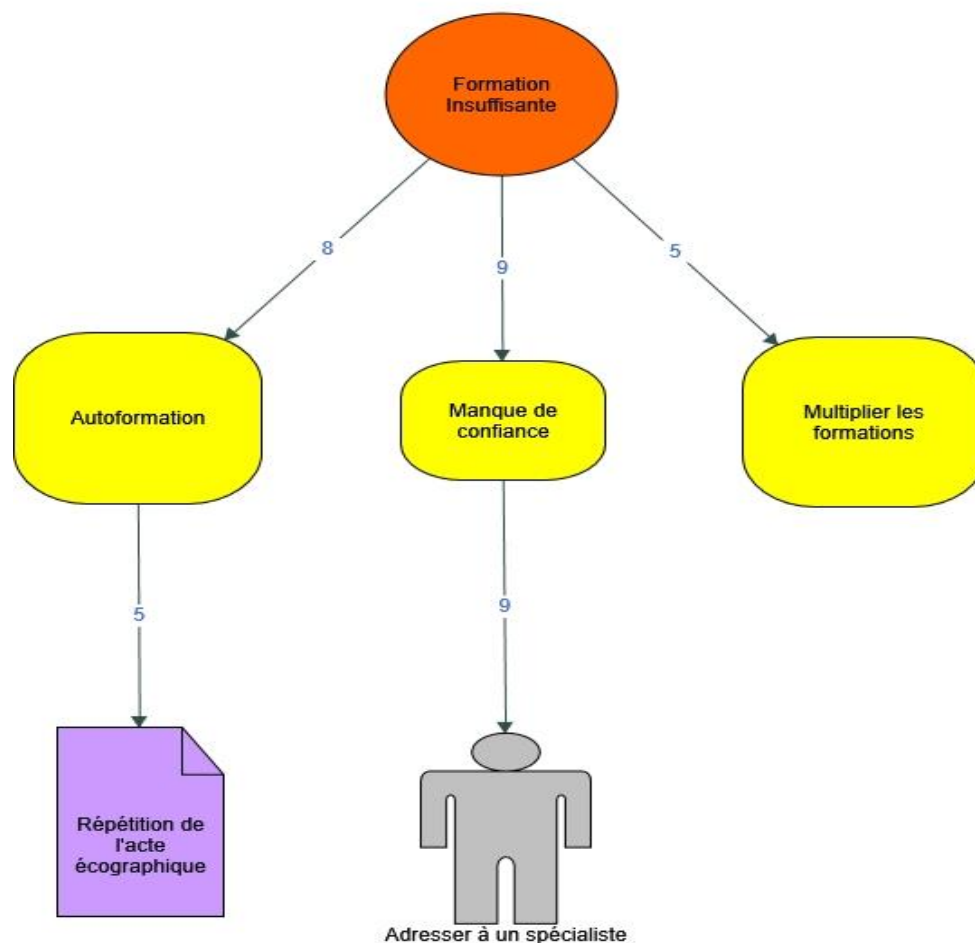 Formation
Insuffisante
8
9
5
Autoformation
Manque de
confiance
Multiplier les
formations
5
9
Répétition de
l'acte
écographique
Adresser à un spécialiste